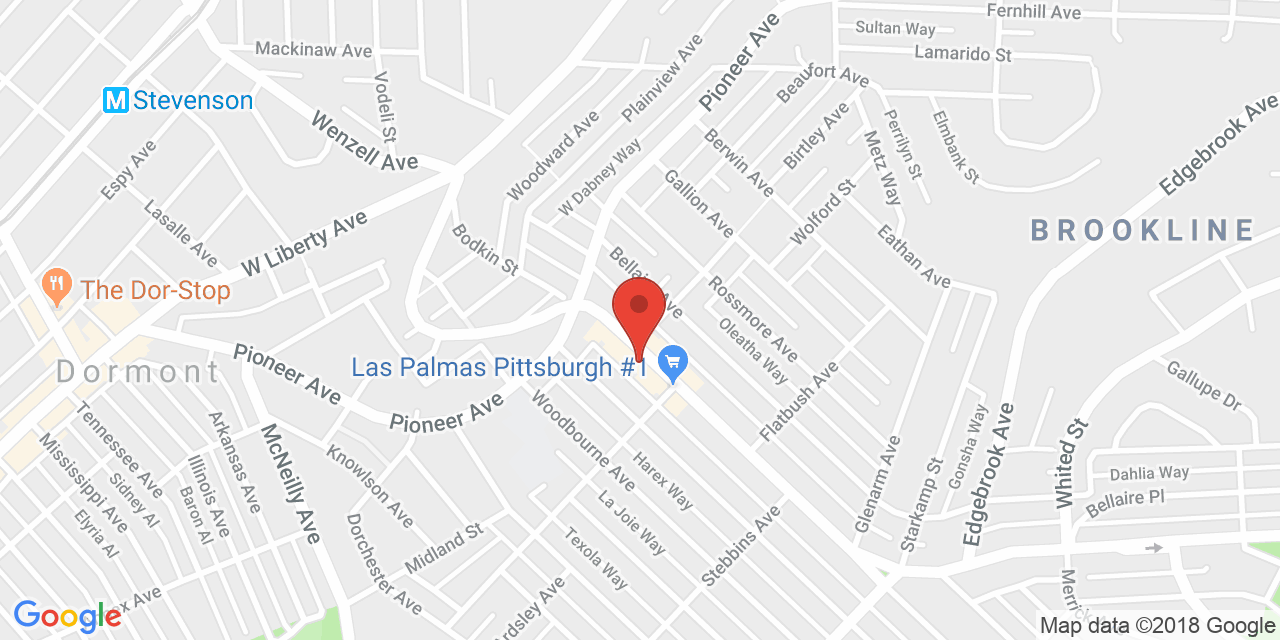 Fernhill Ave
Sultan Way
Lamarido St
Mackinaw Ave
Pioneer Ave
Plainview Ave
Beaufort Ave
Vodeli St
M Stevenson
Wenzell Ave
Woodward Ave
Birtley Ave
Perrilyn St
Elmbank St
Edgebrook Ave
Espy Ave
W Dabney Way
Berwin Ave
Metz Way
Gallion Ave
Wolford St
Lasalle Ave
W Liberty Ave
Bodkin St
Eathan Ave
BROOKLINE
The Dor-Stop
Rossmore Ave
Oleatha Way
Dormont
Pioneer Ave
Las Palmas Pittsburgh #1
Gallupe Dr
Pioneer Ave
Flatbush Ave
Tennessee Ave
Arkansas Ave
McNeilly Ave
Knowlson Ave
Woodbourne Ave
Harex Way
Gonsha Way
Edgebrook Ave
Whited St
Mississippi Ave
Sidney Al
Illinois Ave
Baron Al
Elyria Al
La Joie Way
Glenarm Ave
Starkamp St
Dahlia Way
Bellaire Pl
Midland St
Dorchester Ave
Texola Way
Stebbins Ave
Google
Map data ©2018 Google